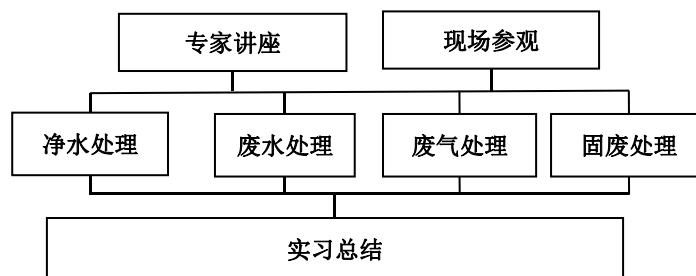 专家讲座
现场参观
净水处理
废水处理
废气处理
固废处理
实习总结